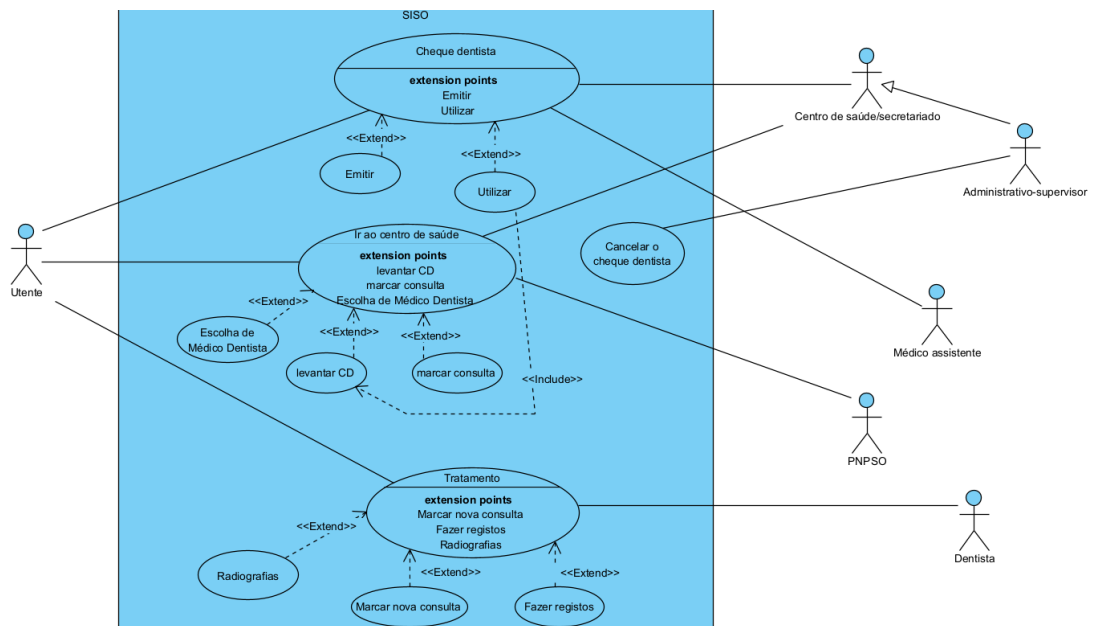 SISO
Cheque dentista
extension points
Emitir
Utilizar
<<Extend>>
<<Extend>>
Emitir
Utilizar
Centro de saúde/secretariado
Administrativo-supervisor
Utente
Ir ao centro de saúde
extension points
levantar CD
marcar consulta
Escolha de Médico Dentista
Cancelar o
cheque dentista
<<Extend>>
<<Extend>>
<<Extend>>
Escolha de
Médico Dentista
levantar CD
marcar consulta
<<Include>>
Médico assistente
PNPSO
Tratamento
extension points
Marcar nova consulta
Fazer registos
Radiografias
<<Extend>>
Dentista
Radiografias
<<Extend>>
<<Extend>>
Marcar nova consulta
Fazer registos